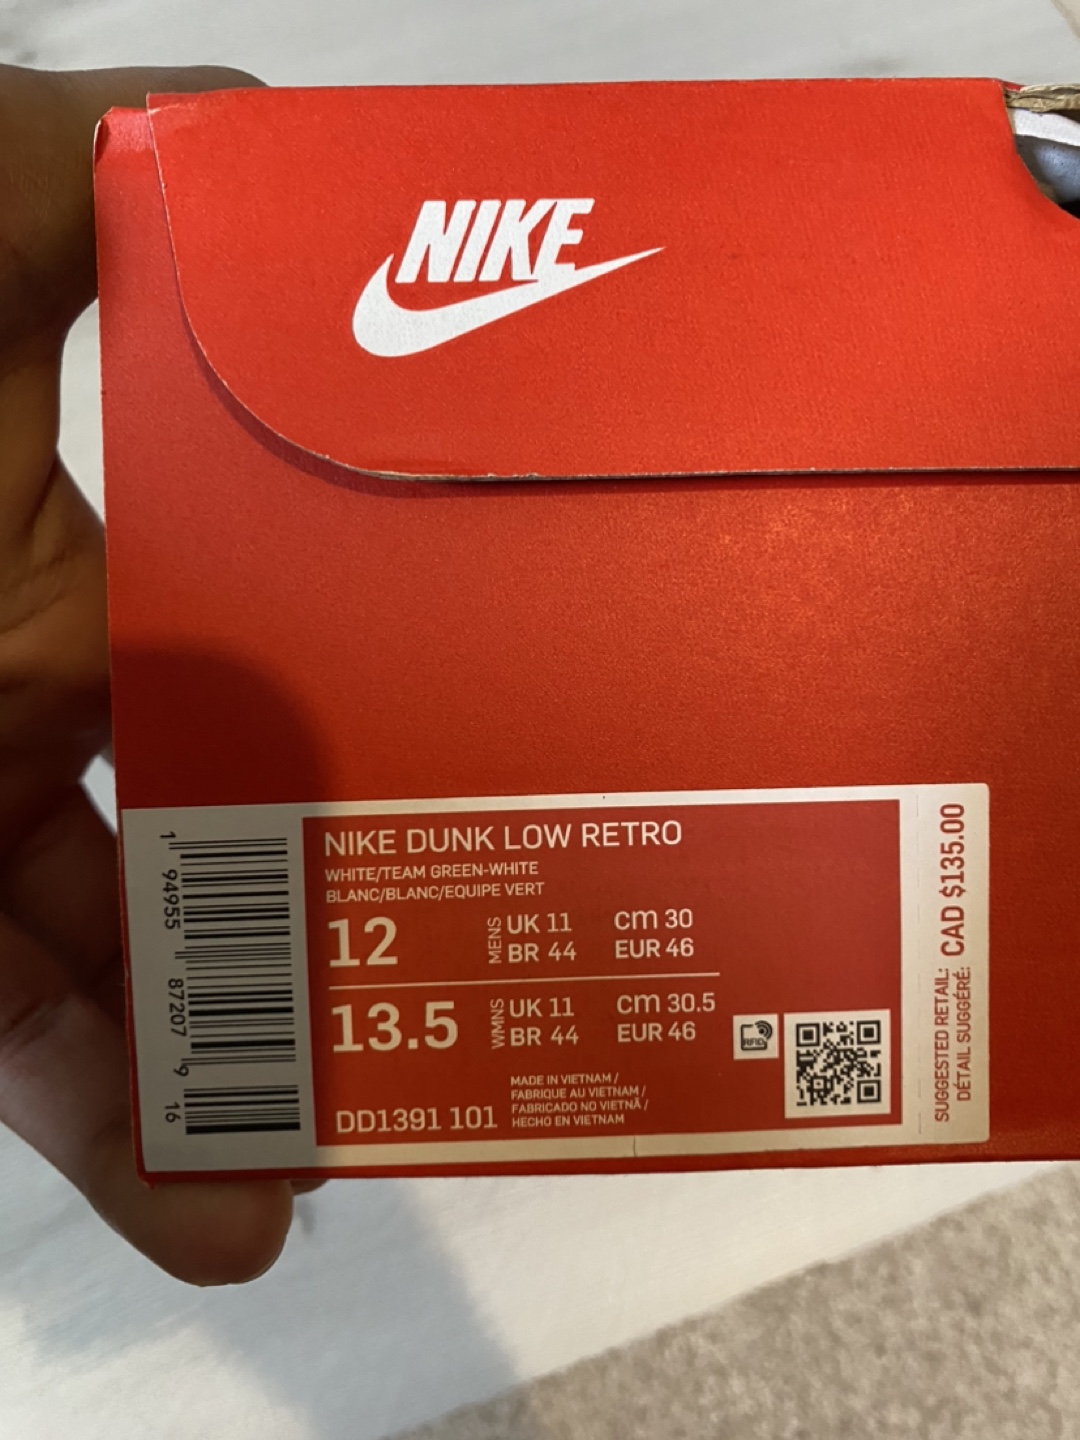 NIKE
NIKE DUNK LOW RETRO
WHITE/TEAM GREEN-WHITE
BLANC/BLANC/EQUIPE VERT
12 MENS UK 11 cm 30
BR 44 EUR 46
13.5 WMNS UK 11 cm 30.5
BR 44 EUR 46
RFID
MADE IN VIETNAM /
FABRIQUE AU VIETNAM /
FABRICADO NO VIETNÃ /
HECHO EN VIETNAM
DD1391 101
1 94955 87207 9 16
SUGGESTED RETAIL:
DÉTAIL SUGGÉRÉ:
CAD $135.00